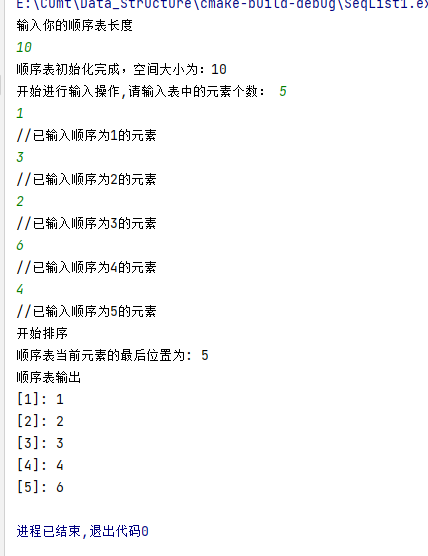 E:\Cumt\Data_Structure\cmake-build-debug\SeqList1.ex
输入你的顺序表长度
10
顺序表初始化完成，空间大小为：10
开始进行输入操作,请输入表中的元素个数： 5
1
//已输入顺序为1的元素
3
//已输入顺序为2的元素
2
//已输入顺序为3的元素
6
//已输入顺序为4的元素
4
//已输入顺序为5的元素
开始排序
顺序表当前元素的最后位置为: 5
顺序表输出
[1]: 1
[2]: 2
[3]: 3
[4]: 4
[5]: 6
进程已结束,退出代码0